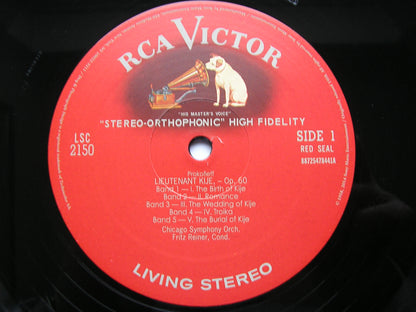 RCA VICTOR
"HIS MASTER'S VOICE"
"STEREO-ORTHOPHONIC" HIGH FIDELITY
LSC
2150
SIDE 1
RED SEAL
88725478441A
Prokofieff
LIEUTENANT KIJE, – Op. 60
Band 1 – I. The Birth of Kije
Band 2 – II. Romance
Band 3 – III. The Wedding of Kije
Band 4 – IV. Troika
Band 5 – V. The Burial of Kije
Chicago Symphony Orch.
Fritz Reiner, Cond.
LIVING STEREO